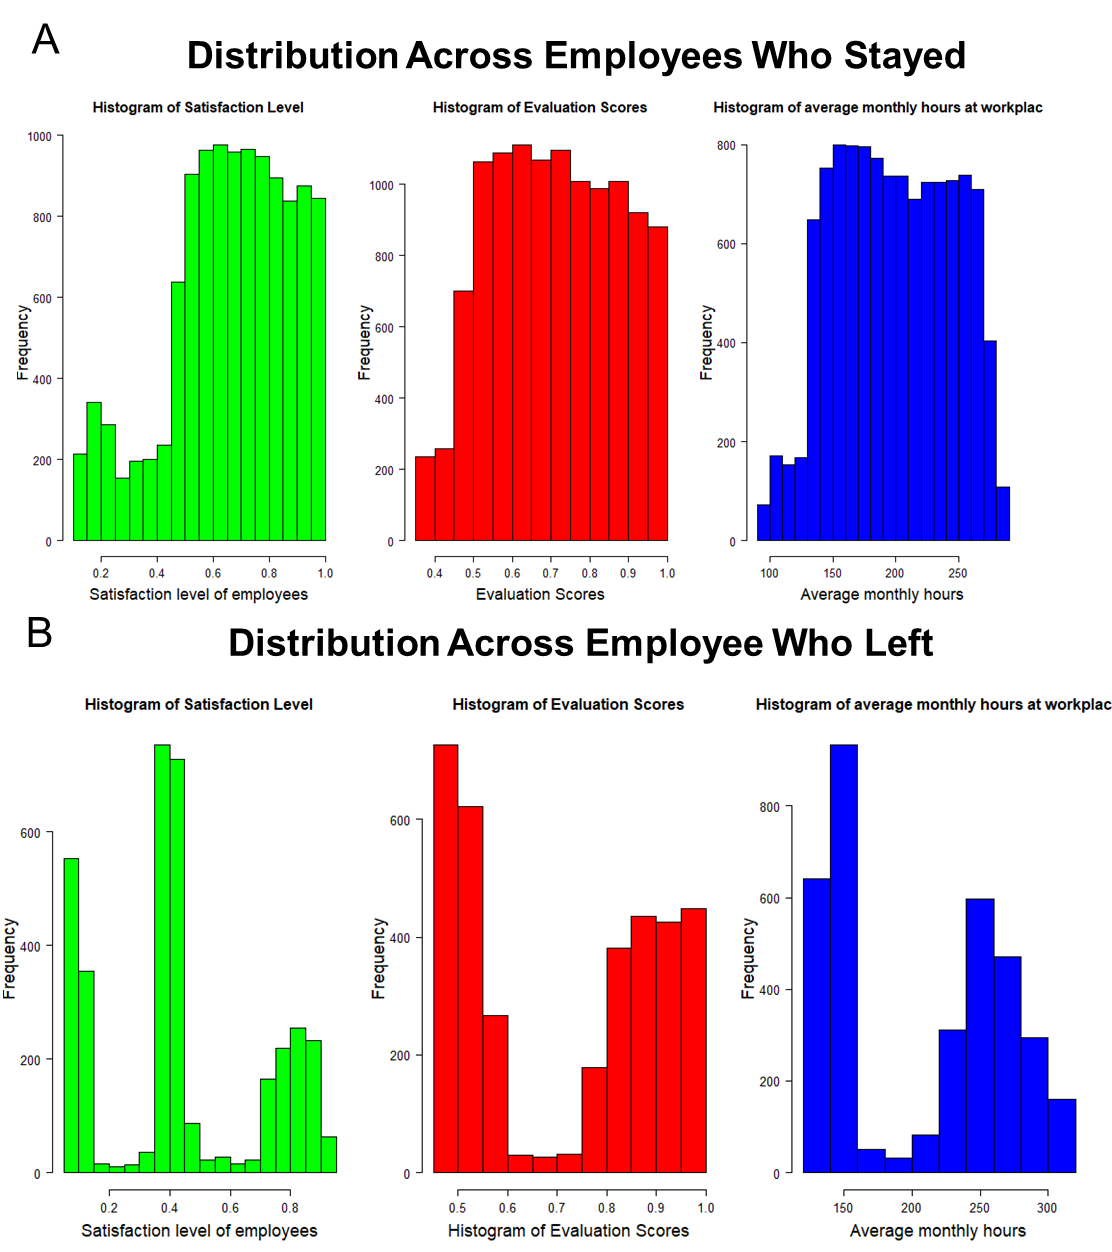 A
Distribution Across Employees Who Stayed
Histogram of Satisfaction Level
Histogram of Evaluation Scores
Histogram of average monthly hours at workplac
Frequency
1000
800
600
400
200
0
0.2 0.4 0.6 0.8 1.0
Satisfaction level of employees
Frequency
1000
800
600
400
200
0
0.4 0.5 0.6 0.7 0.8 0.9 1.0
Evaluation Scores
Frequency
800
600
400
200
0
100 150 200 250
Average monthly hours
B
Distribution Across Employee Who Left
Histogram of Satisfaction Level
Histogram of Evaluation Scores
Histogram of average monthly hours at workplac
Frequency
600
400
200
0
0.2 0.4 0.6 0.8
Satisfaction level of employees
Frequency
600
400
200
0
0.5 0.6 0.7 0.8 0.9 1.0
Histogram of Evaluation Scores
Frequency
800
600
400
200
0
150 200 250 300
Average monthly hours